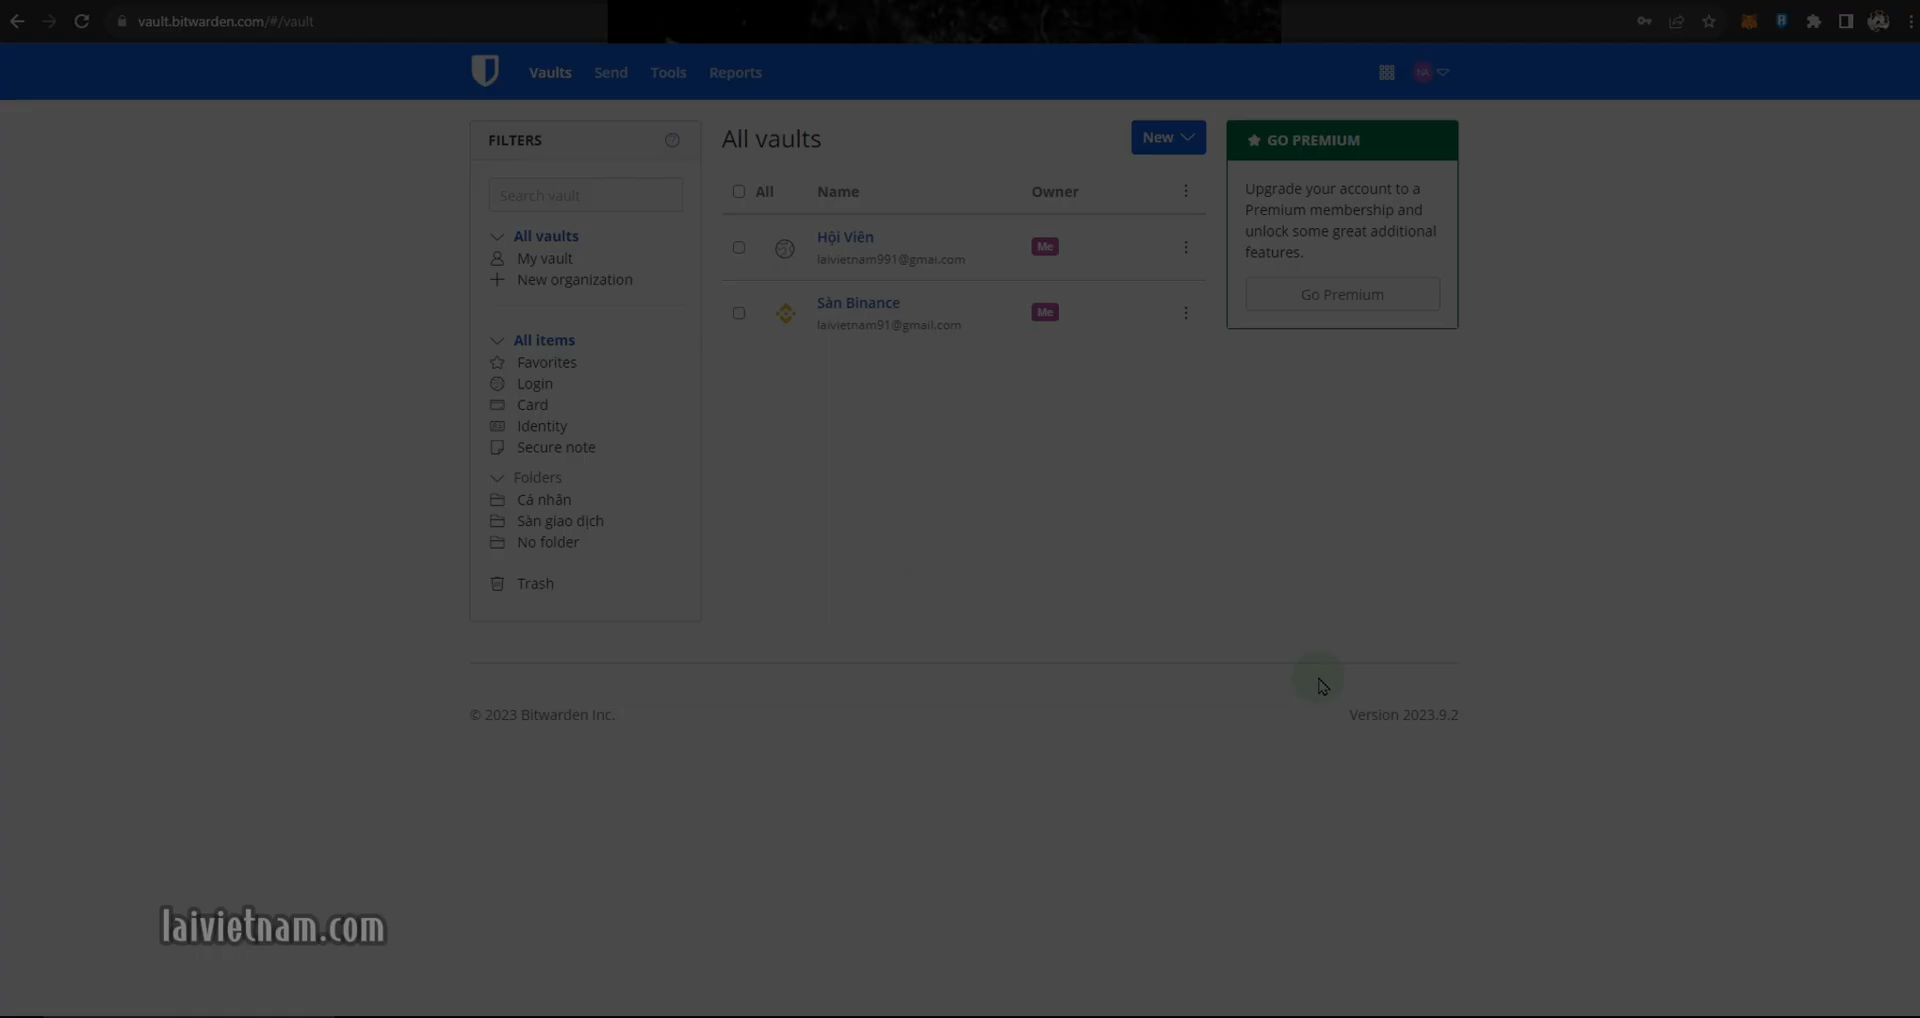 vault.bitwarden.com/#/vault
Vaults
Send
Tools
Reports
NA
FILTERS
Search vault
All vaults
My vault
New organization
All items
Favorites
Login
Card
Identity
Secure note
Folders
Cá nhân
Sàn giao dịch
No folder
Trash
All vaults
New
All
Name
Owner
Hội Viên
laivietnam991@gmai.com
Me
Sàn Binance
laivietnam91@gmail.com
Me
GO PREMIUM
Upgrade your account to a
Premium membership and
unlock some great additional
features.
Go Premium
© 2023 Bitwarden Inc.
Version 2023.9.2
laivietnam.com